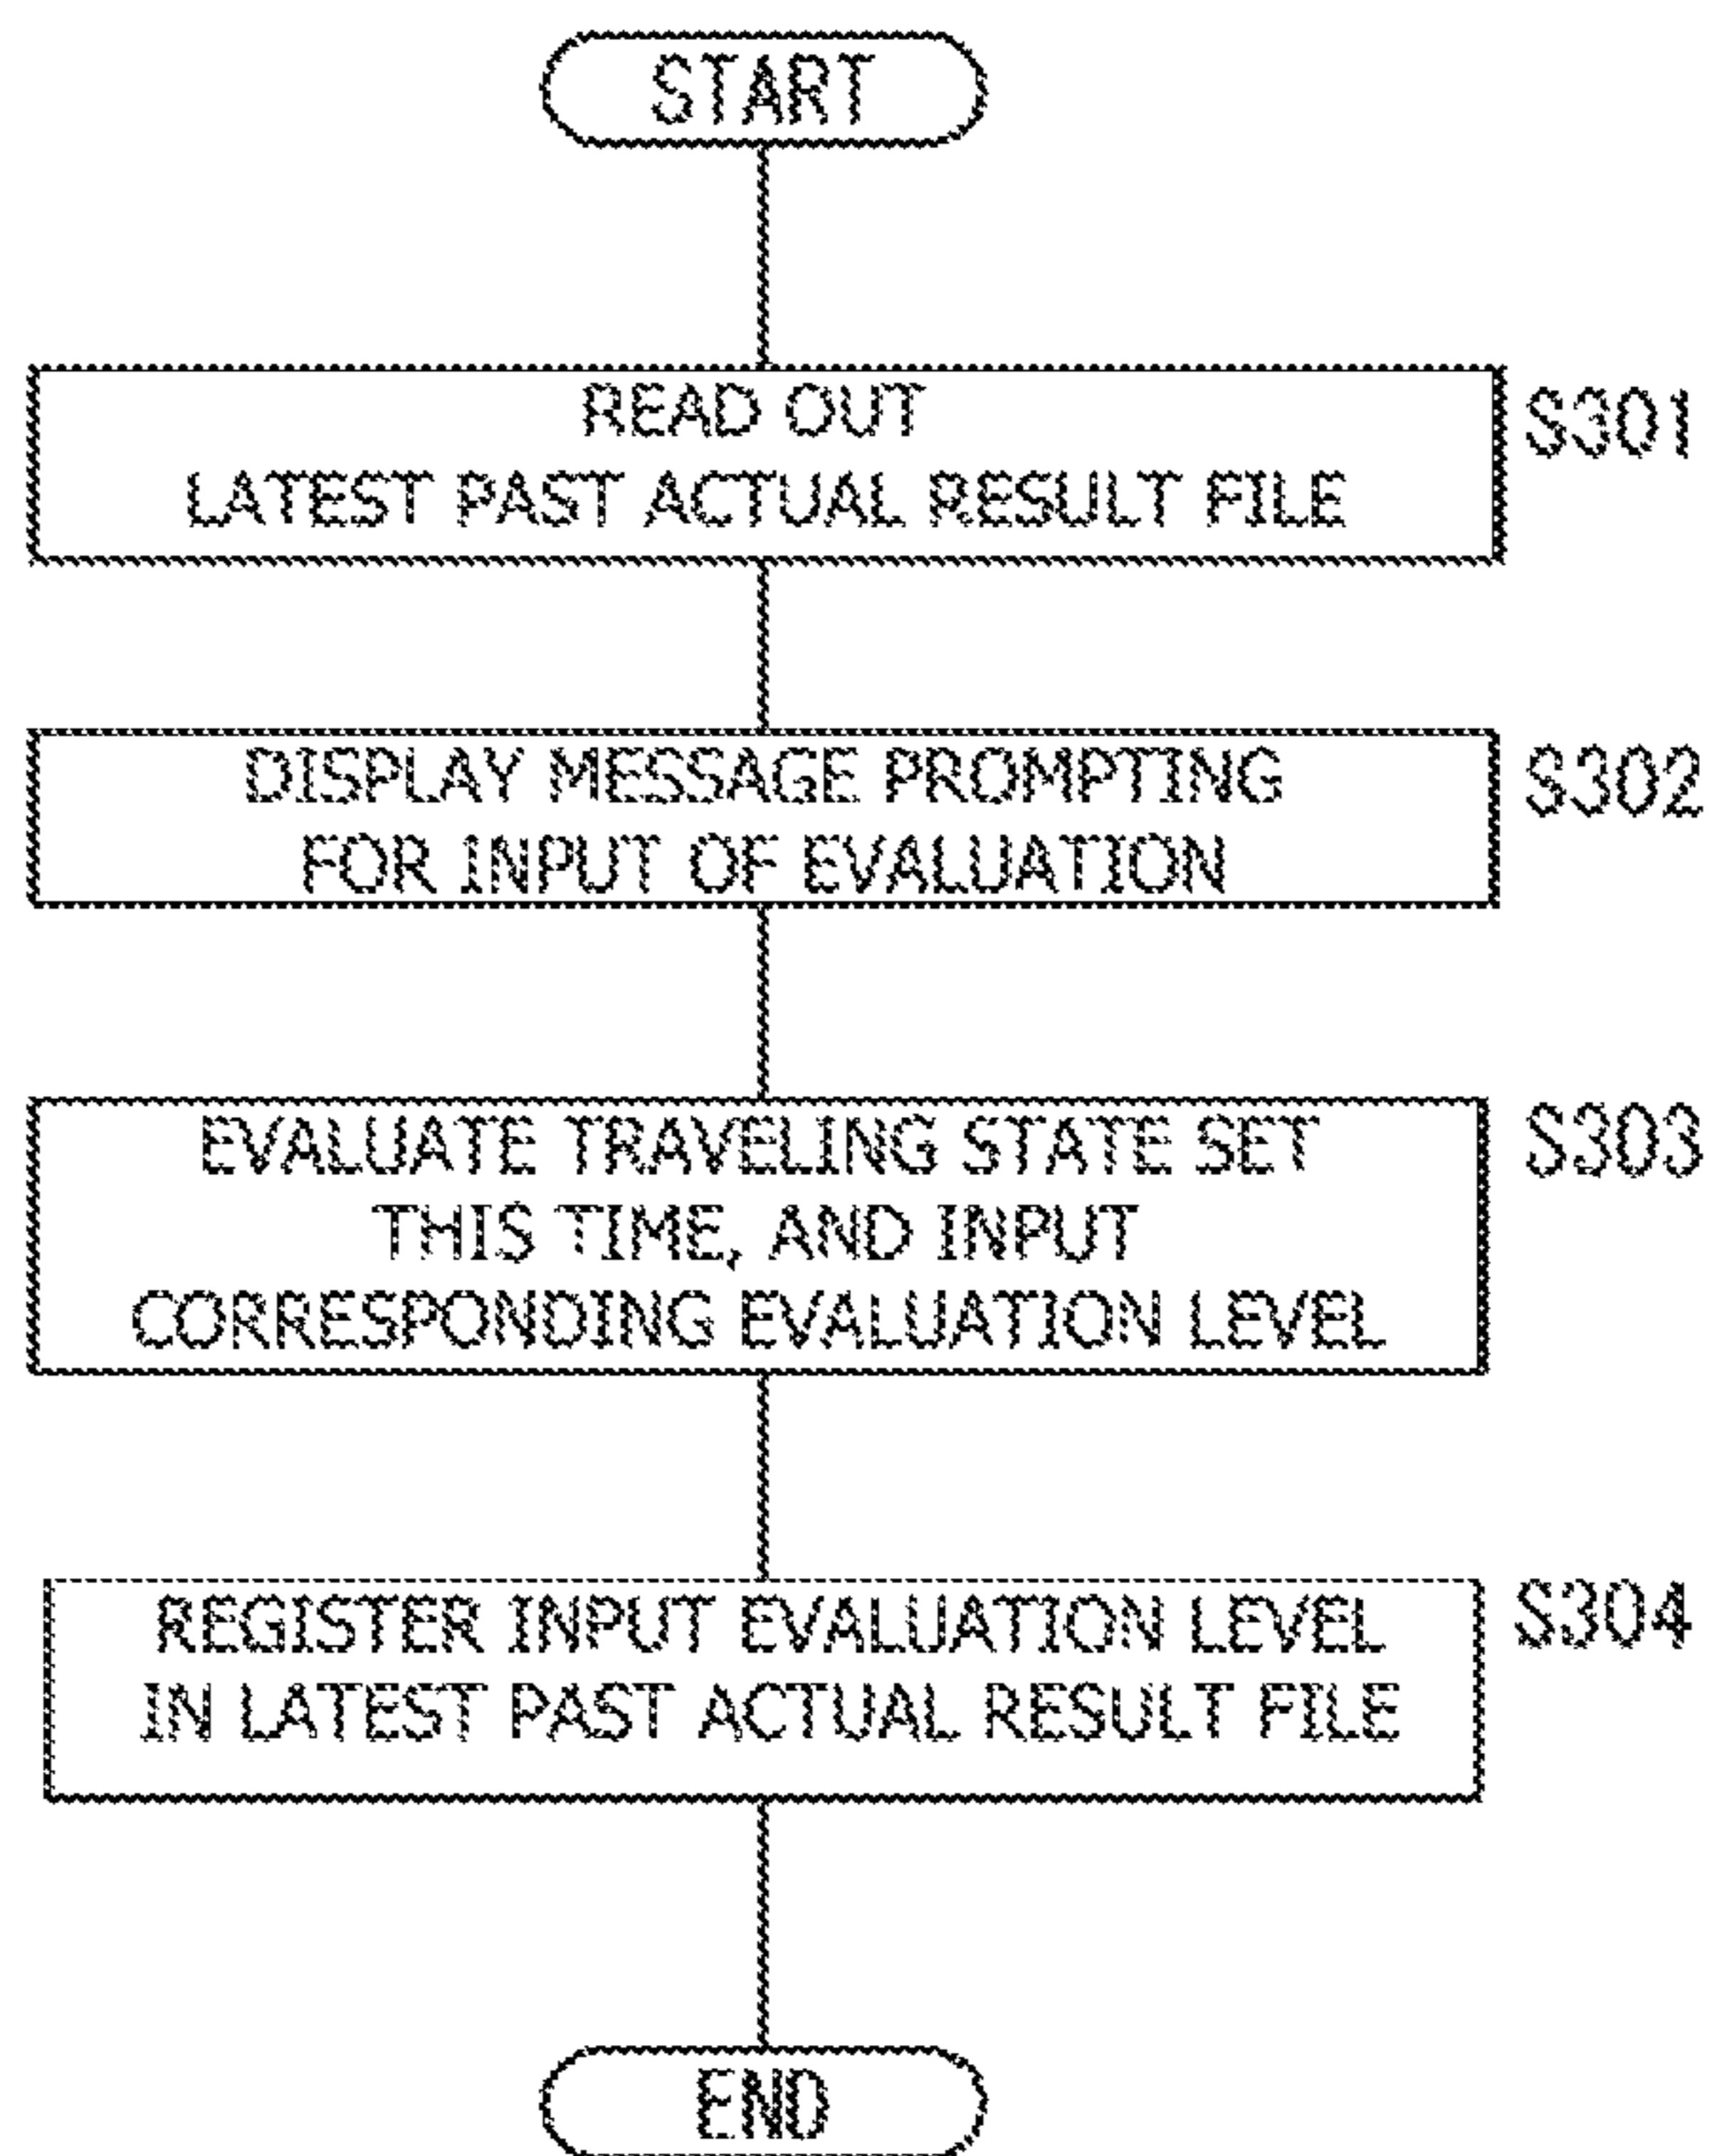 START
READ OUT
LATEST PAST ACTUAL RESULT FILE
S301
DISPLAY MESSAGE PROMPTING
FOR INPUT OF EVALUATION
S302
EVALUATE TRAVELING STATE SET
THIS TIME, AND INPUT
CORRESPONDING EVALUATION LEVEL
S303
REGISTER INPUT EVALUATION LEVEL
IN LATEST PAST ACTUAL RESULT FILE
S304
END